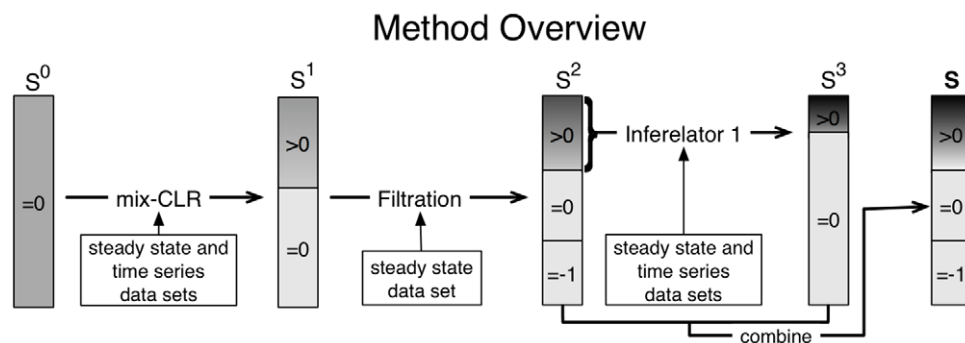 Method Overview
S0
S1
S2
S3
S
>0
>0
>0
>0
=0
mix-CLR
Filtration
Inferelator 1
=0
=0
=0
=0
=-1
=-1
steady state and
time series
data sets
steady state
data set
steady state and
time series
data sets
combine